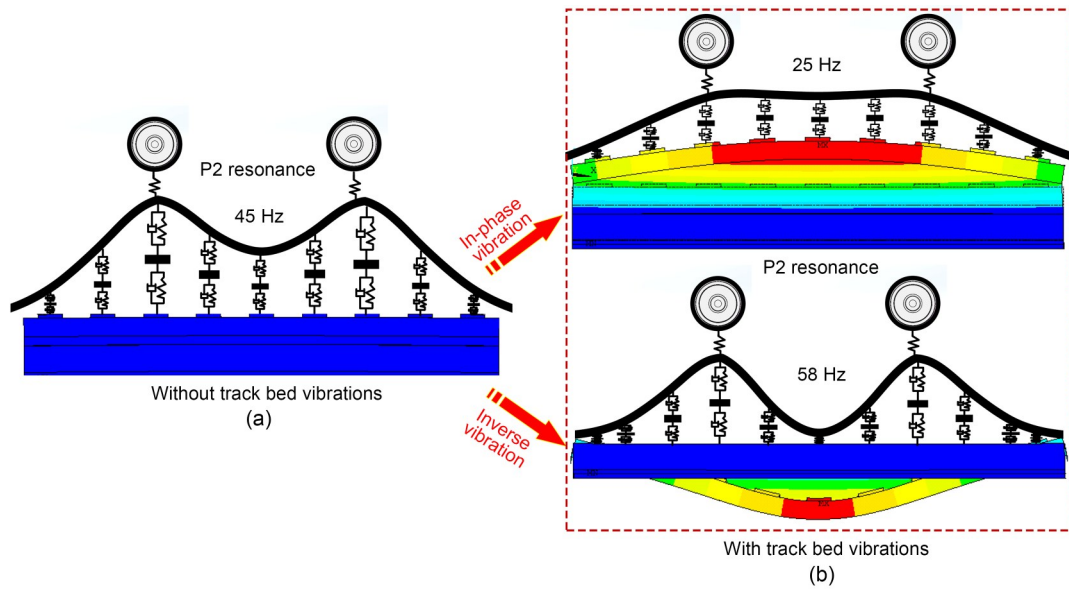 P2 resonance
45 Hz
Without track bed vibrations
(a)
In-phase
vibration
Inverse
vibration
25 Hz
MX
X
P2 resonance
58 Hz
With track bed vibrations
(b)